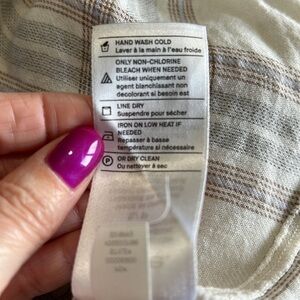 HAND WASH COLD
Laver à la main à l'eau froide
ONLY NON-CHLORINE
BLEACH WHEN NEEDED
Utiliser uniquement un
agent blanchissant non
decolorant si besoin est
LINE DRY
Suspendre pour sécher
IRON ON LOW HEAT IF
NEEDED
Repasser à basse
température si nécessaire
P
OR DRY CLEAN
Ou nettoyer à sec